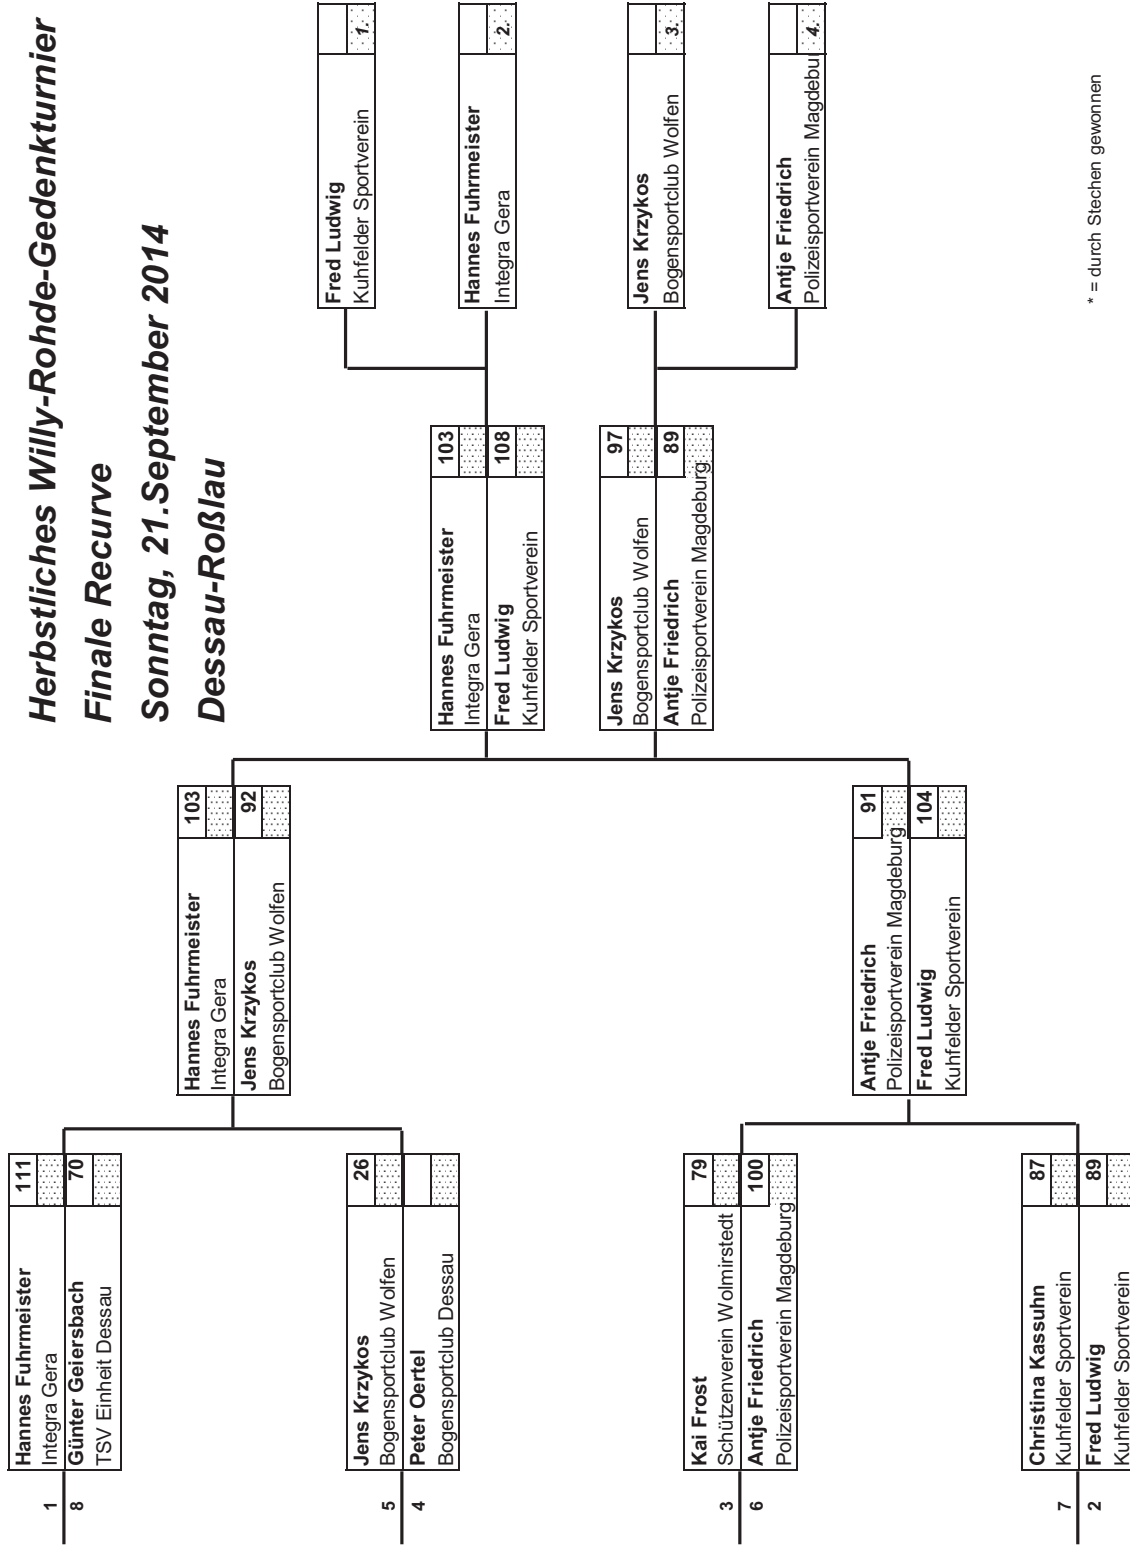 Herbstliches Willy-Rohde-Gedenkturnier
Finale Recurve
Sonntag, 21.September 2014
Dessau-Roßlau
1
Hannes Fuhrmeister 111
Integra Gera
8
Günter Geiersbach 70
TSV Einheit Dessau
5
Jens Krzykos 26
Bogensportclub Wolfen
4
Peter Oertel
Bogensportclub Dessau
3
Kai Frost 79
Schützenverein Wolmirstedt
6
Antje Friedrich 100
Polizeisportverein Magdeburg
7
Christina Kassuhn 87
Kuhfelder Sportverein
2
Fred Ludwig 89
Kuhfelder Sportverein
Hannes Fuhrmeister 103
Integra Gera
Jens Krzykos 92
Bogensportclub Wolfen
Antje Friedrich 91
Polizeisportverein Magdeburg
Fred Ludwig 104
Kuhfelder Sportverein
Hannes Fuhrmeister 103
Integra Gera
Fred Ludwig 108
Kuhfelder Sportverein
Jens Krzykos 97
Bogensportclub Wolfen
Antje Friedrich 89
Polizeisportverein Magdeburg
Fred Ludwig
Kuhfelder Sportverein 1.
Hannes Fuhrmeister
Integra Gera 2.
Jens Krzykos
Bogensportclub Wolfen 3.
Antje Friedrich
Polizeisportverein Magdebu 4.
* = durch Stechen gewonnen